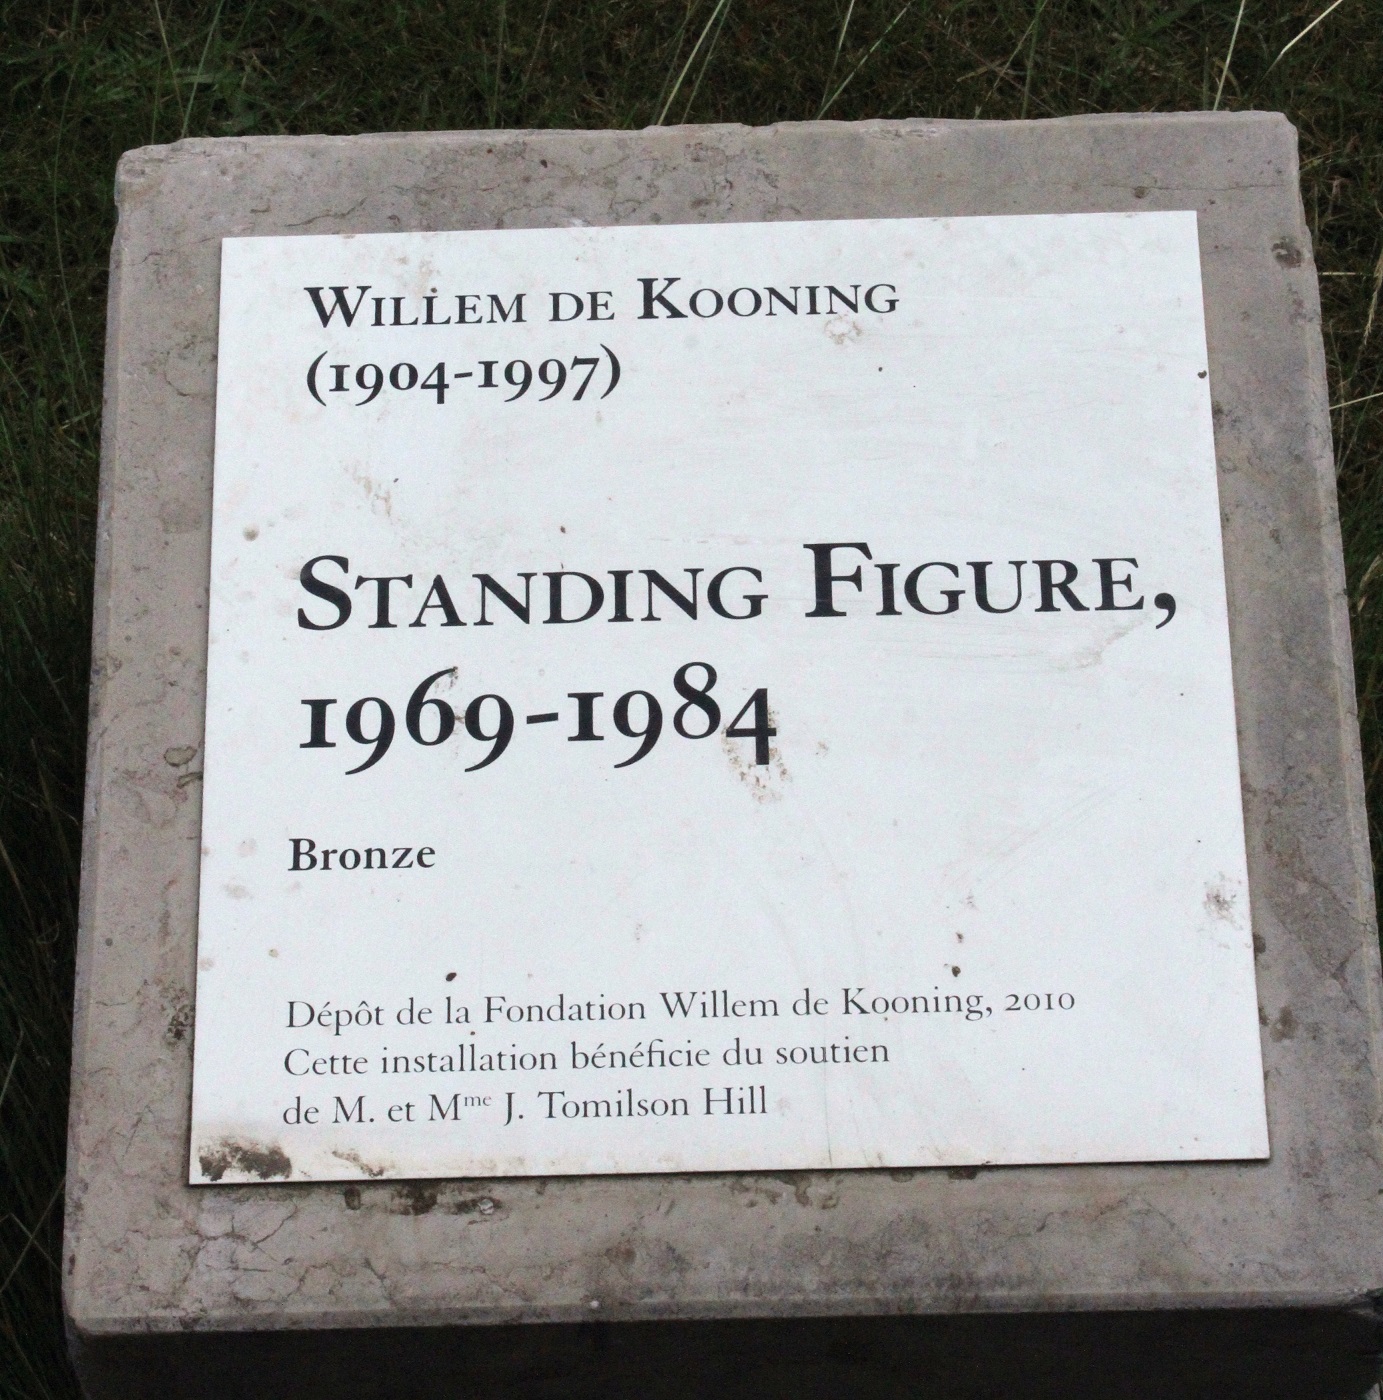 WILLEM DE KOONING
(1904-1997)
STANDING FIGURE,
1969-1984
Bronze
Dépôt de la Fondation Willem de Kooning, 2010
Cette installation bénéficie du soutien
de M. et Mme J. Tomilson Hill